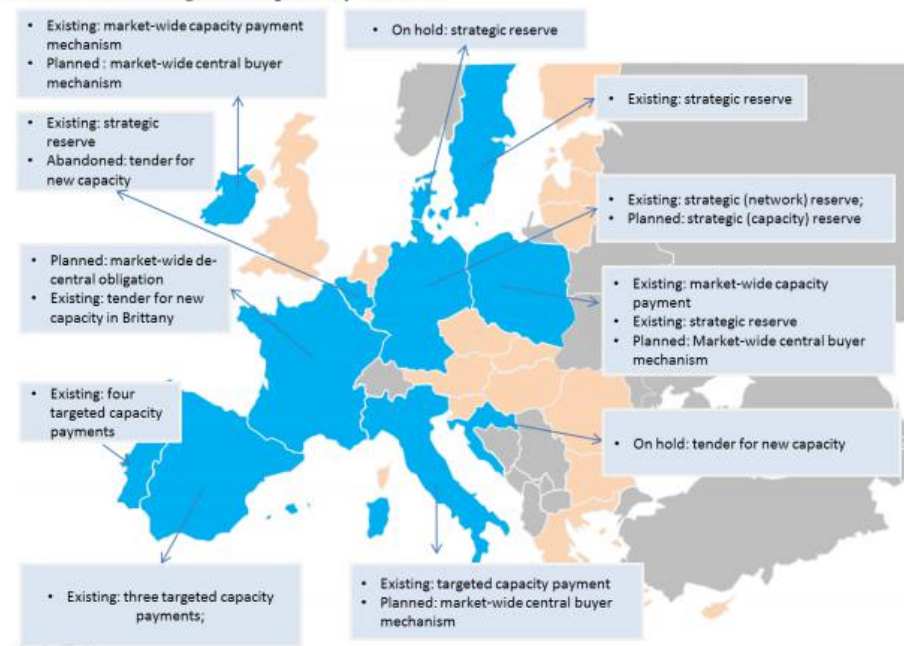 • Existing: market-wide capacity payment
mechanism
• Planned : market-wide central buyer
mechanism
• On hold: strategic reserve
• Existing: strategic reserve
• Existing: strategic
reserve
• Abandoned: tender for
new capacity
• Existing: strategic (network) reserve;
• Planned: strategic (capacity) reserve
• Planned: market-wide de-
central obligation
• Existing: tender for new
capacity in Brittany
• Existing: market-wide capacity
payment
• Existing: strategic reserve
• Planned: Market-wide central buyer
mechanism
• Existing: four
targeted capacity
payments
• On hold: tender for new capacity
• Existing: three targeted capacity
payments;
• Existing: targeted capacity payment
• Planned: market-wide central buyer
mechanism